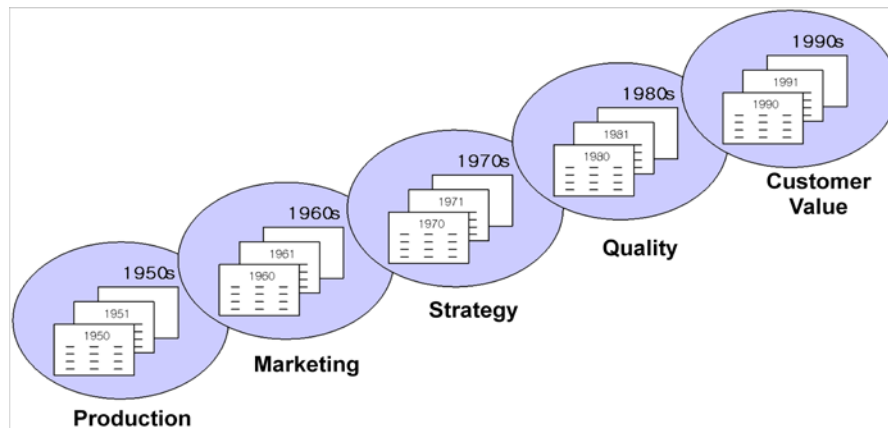 1950s
1951
1950
Production
1960s
1961
1960
Marketing
1970s
1971
1970
Strategy
1980s
1981
1980
Quality
1990s
1991
1990
Customer
Value